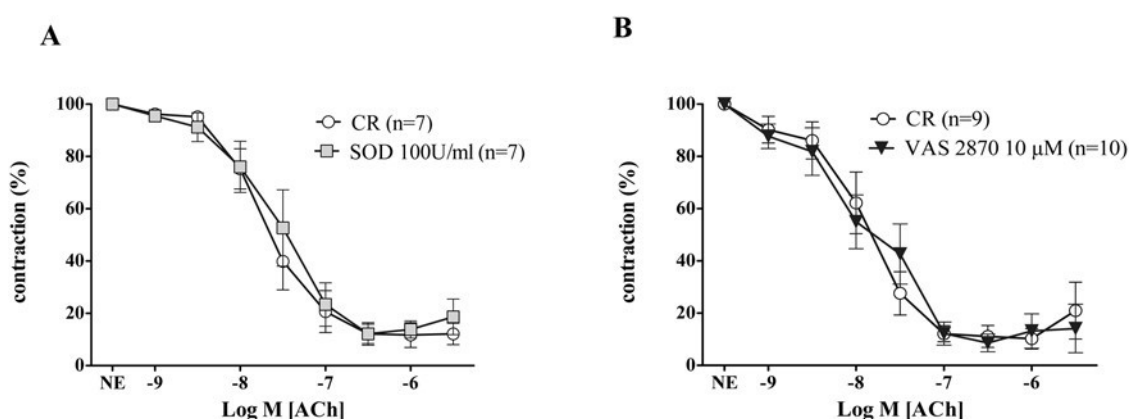 A
CR (n=7)
SOD 100U/ml (n=7)
contraction (%)
100
80
60
40
20
0
NE -9 -8 -7 -6
Log M [ACh]
B
CR (n=9)
VAS 2870 10 μM (n=10)
contraction (%)
100
80
60
40
20
0
NE -9 -8 -7 -6
Log M [ACh]